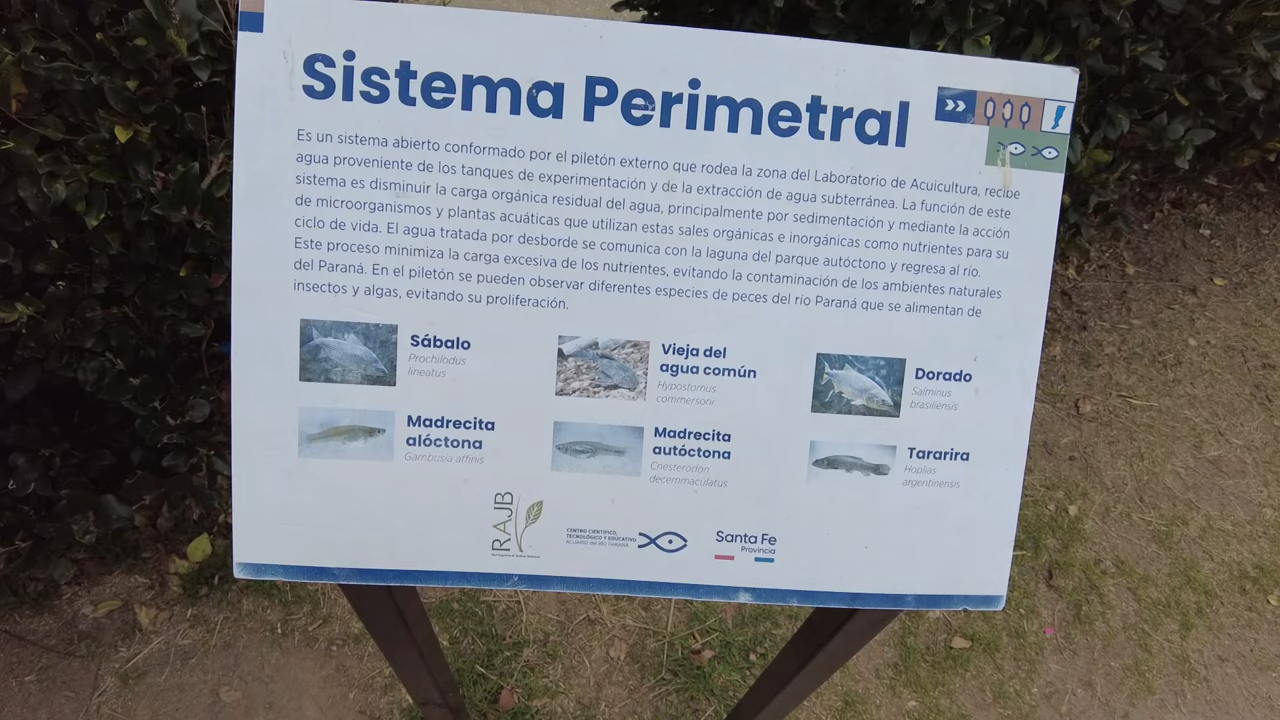 Sistema Perimetral
Es un sistema abierto conformado por el piletón externo que rodea la zona del Laboratorio de Acuicultura, recibe
agua proveniente de los tanques de experimentación y de la extracción de agua subterránea. La función de este
sistema es disminuir la carga orgánica residual del agua, principalmente por sedimentación y mediante la acción
de microorganismos y plantas acuáticas que utilizan estas sales orgánicas e inorgánicas como nutrientes para su
ciclo de vida. El agua tratada por desborde se comunica con la laguna del parque autóctono y regresa al río.
Este proceso minimiza la carga excesiva de los nutrientes, evitando la contaminación de los ambientes naturales
del Paraná. En el piletón se pueden observar diferentes especies de peces del río Paraná que se alimentan de
insectos y algas, evitando su proliferación.
Sábalo
Prochilodus
lineatus
Vieja del
agua común
Hypostomus
commersoni
Dorado
Salminus
brasiliensis
Madrecita
alóctona
Gambusia affinis
Madrecita
autóctona
Cnesterodon
decemmaculatus
Tararira
Hoplias
argentinensis
RAJB
CENTRO CIENTÍFICO,
TECNOLÓGICO Y EDUCATIVO
ACUARIO del RÍO PARANÁ
Santa Fe
Provincia